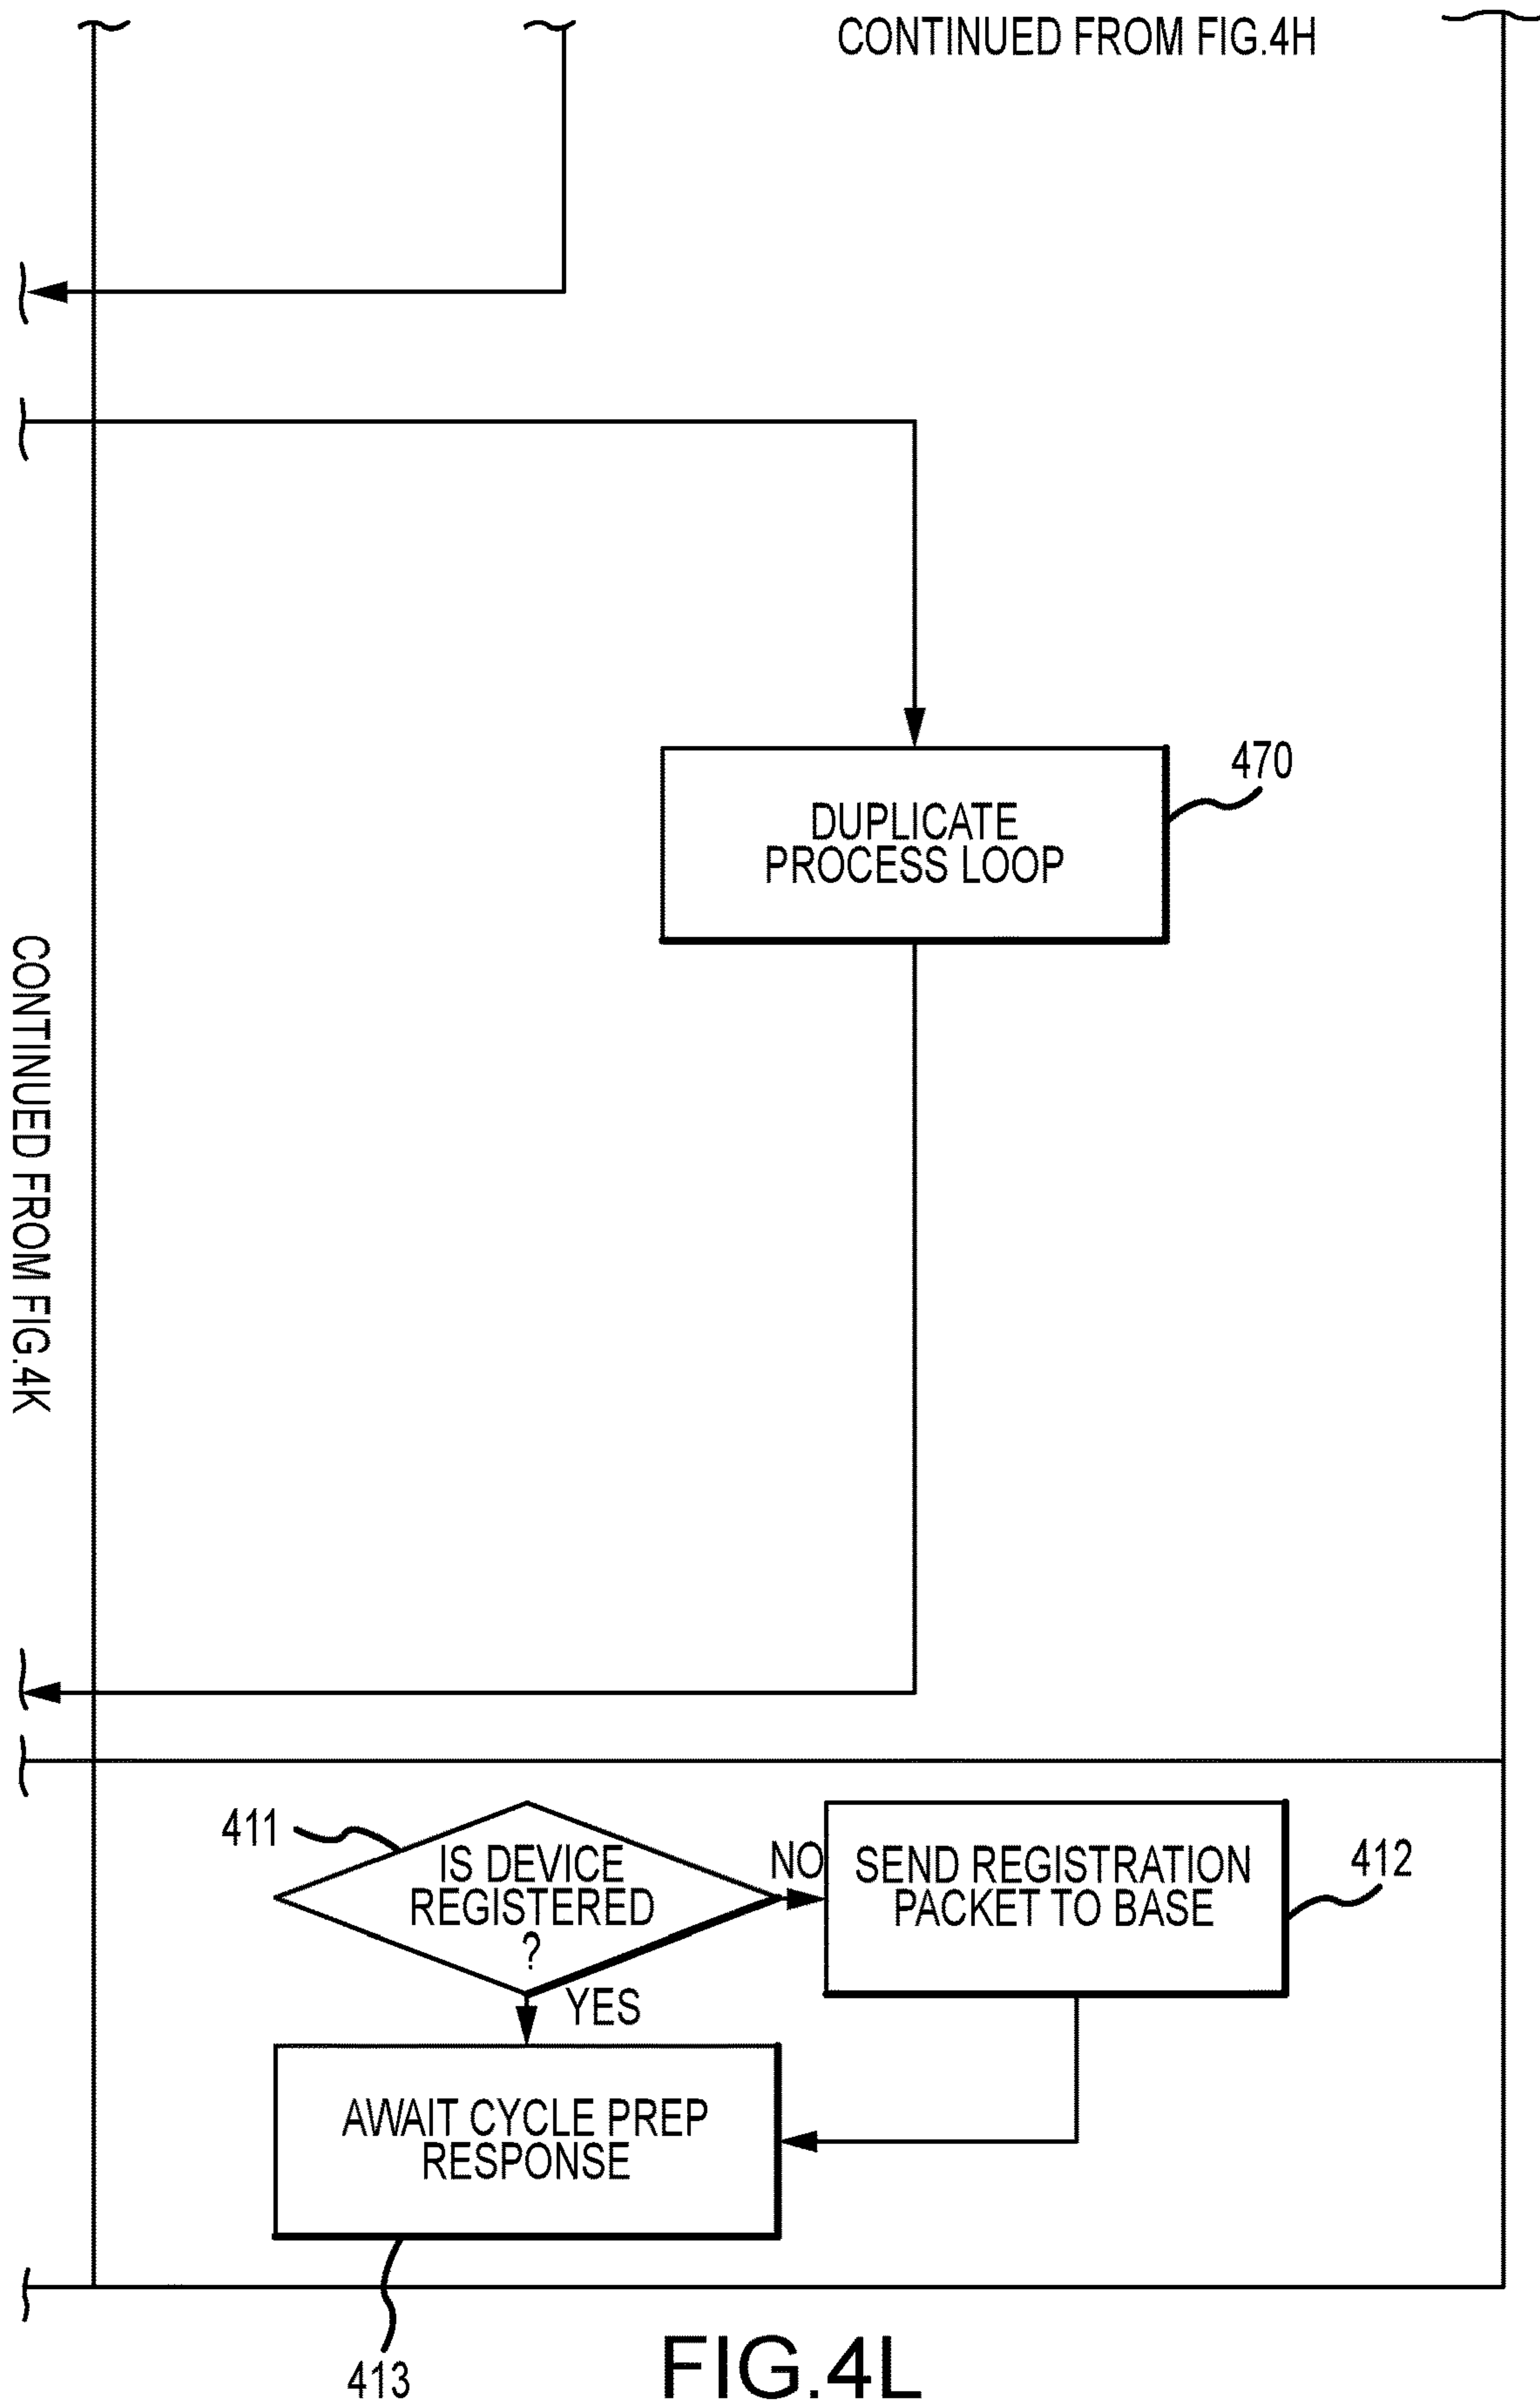 CONTINUED FROM FIG.4H
470
DUPLICATE
PROCESS LOOP
CONTINUED FROM FIG.4K
411
IS DEVICE
REGISTERED
?
NO
SEND REGISTRATION
PACKET TO BASE
412
YES
AWAIT CYCLE PREP
RESPONSE
413
FIG.4L